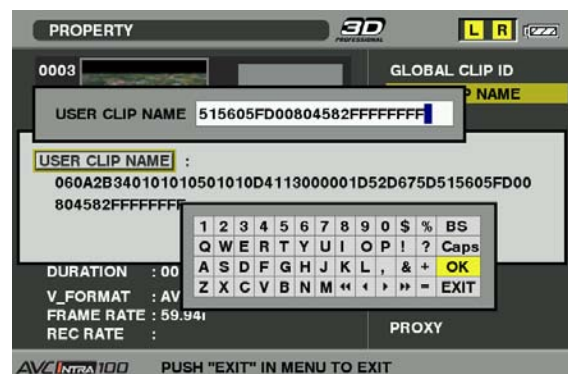 PROPERTY
3D
PROFESSIONAL
L R
0003
GLOBAL CLIP ID
NAME
USER CLIP NAME 515605FD00804582FFFFFFFF
USER CLIP NAME :
060A2B340101010501010D4113000001D52D675D515605FD00
804582FFFFFFFF
1 2 3 4 5 6 7 8 9 0 $ % BS
Q W E R T Y U I O P ! ? Caps
A S D F G H J K L , & + OK
Z X C V B N M ◂◂ ◂ ▸ ▸▸ = EXIT
DURATION : 00
V_FORMAT : AV
FRAME RATE : 59.94I
REC RATE :
PROXY
AVC INTRA 100 PUSH "EXIT" IN MENU TO EXIT